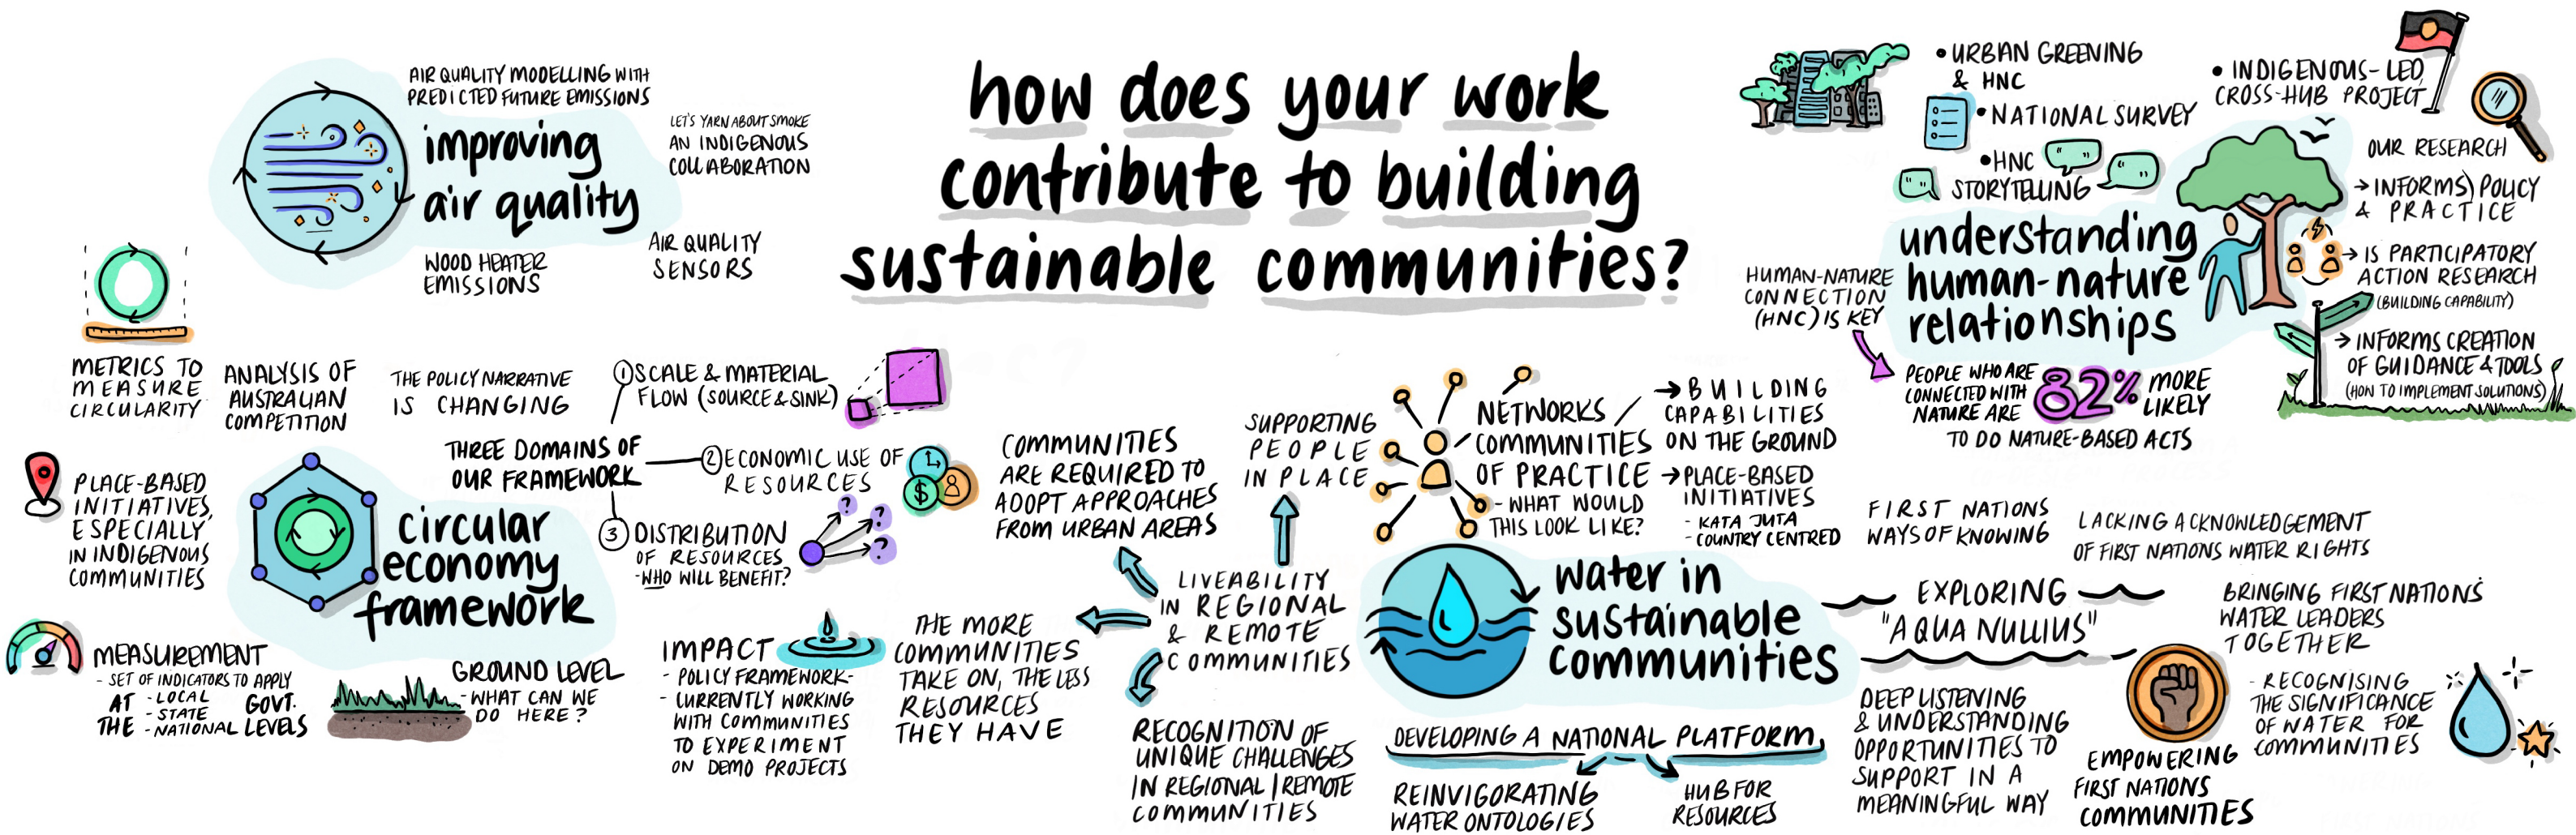 how does your work
contribute to building
sustainable communities?
AIR QUALITY MODELLING WITH
PREDICTED FUTURE EMISSIONS
improving
air quality
LET'S YARN ABOUT SMOKE
AN INDIGENOUS
COLLABORATION
WOOD HEATER
EMISSIONS
AIR QUALITY
SENSORS
METRICS TO
MEASURE
CIRCULARITY
ANALYSIS OF
AUSTRALIAN
COMPETITION
THE POLICY NARRATIVE
IS CHANGING
THREE DOMAINS OF
OUR FRAMEWORK
1 SCALE & MATERIAL
FLOW (SOURCE & SINK)
2 ECONOMIC USE OF
RESOURCES
$
3 DISTRIBUTION
OF RESOURCES
- WHO WILL BENEFIT?
?
?
?
PLACE-BASED
INITIATIVES,
ESPECIALLY
IN INDIGENOUS
COMMUNITIES
circular
economy
framework
MEASUREMENT
- SET OF INDICATORS TO APPLY
AT - LOCAL GOVT.
THE - STATE
- NATIONAL LEVELS
GROUND LEVEL
- WHAT CAN WE
DO HERE?
IMPACT
- POLICY FRAMEWORK-
- CURRENTLY WORKING
WITH COMMUNITIES
TO EXPERIMENT
ON DEMO PROJECTS
COMMUNITIES
ARE REQUIRED TO
ADOPT APPROACHES
FROM URBAN AREAS
THE MORE
COMMUNITIES
TAKE ON, THE LESS
RESOURCES
THEY HAVE
SUPPORTING
PEOPLE
IN PLACE
LIVEABILITY
IN REGIONAL
& REMOTE
COMMUNITIES
RECOGNITION OF
UNIQUE CHALLENGES
IN REGIONAL / REMOTE
COMMUNITIES
NETWORKS /
COMMUNITIES
OF PRACTICE
- WHAT WOULD
THIS LOOK LIKE?
→ BUILDING
CAPABILITIES
ON THE GROUND
→ PLACE-BASED
INITIATIVES
- KATA JUTA
- COUNTRY CENTRED
water in
sustainable
communities
DEVELOPING A NATIONAL PLATFORM
REINVIGORATING
WATER ONTOLOGIES
HUB FOR
RESOURCES
• URBAN GREENING
& HNC
• NATIONAL SURVEY
• HNC
STORYTELLING
• INDIGENOUS-LED,
CROSS-HUB PROJECT
understanding
human-nature
relationships
HUMAN-NATURE
CONNECTION
(HNC) IS KEY
PEOPLE WHO ARE
CONNECTED WITH
NATURE ARE
82% MORE
LIKELY
TO DO NATURE-BASED ACTS
OUR RESEARCH
→ INFORMS POLICY
& PRACTICE
→ IS PARTICIPATORY
ACTION RESEARCH
(BUILDING CAPABILITY)
→ INFORMS CREATION
OF GUIDANCE & TOOLS
(HOW TO IMPLEMENT SOLUTIONS)
FIRST NATIONS
WAYS OF KNOWING
LACKING ACKNOWLEDGEMENT
OF FIRST NATIONS WATER RIGHTS
EXPLORING
"AQUA NULLIUS"
BRINGING FIRST NATIONS
WATER LEADERS
TOGETHER
DEEP LISTENING
& UNDERSTANDING
OPPORTUNITIES TO
SUPPORT IN A
MEANINGFUL WAY
EMPOWERING
FIRST NATIONS
COMMUNITIES
- RECOGNISING
THE SIGNIFICANCE
OF WATER FOR
COMMUNITIES